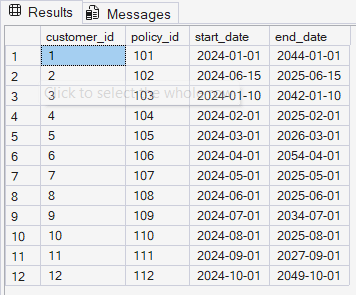 Results Messages
customer_id policy_id start_date end_date
1 1 101 2024-01-01 2044-01-01
2 2 102 2024-06-15 2025-06-15
Click to select the whole
3 3 103 2024-01-10 2042-01-10
4 4 104 2024-02-01 2025-02-01
5 5 105 2024-03-01 2026-03-01
6 6 106 2024-04-01 2054-04-01
7 7 107 2024-05-01 2025-05-01
8 8 108 2024-06-01 2025-06-01
9 9 109 2024-07-01 2034-07-01
10 10 110 2024-08-01 2025-08-01
11 11 111 2024-09-01 2027-09-01
12 12 112 2024-10-01 2049-10-01